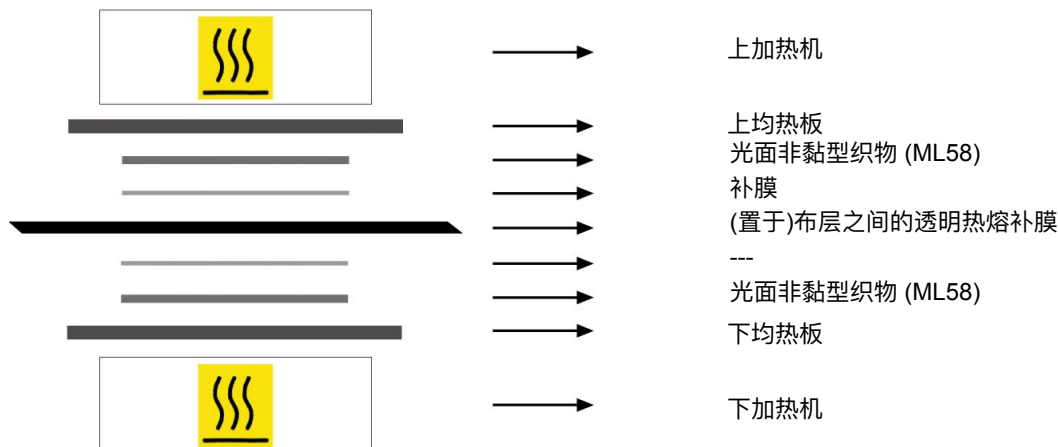 上加热机
上均热板
光面非黏型织物 (ML58)
补膜
(置于)布层之间的透明热熔补膜
---
光面非黏型织物 (ML58)
下均热板
下加热机